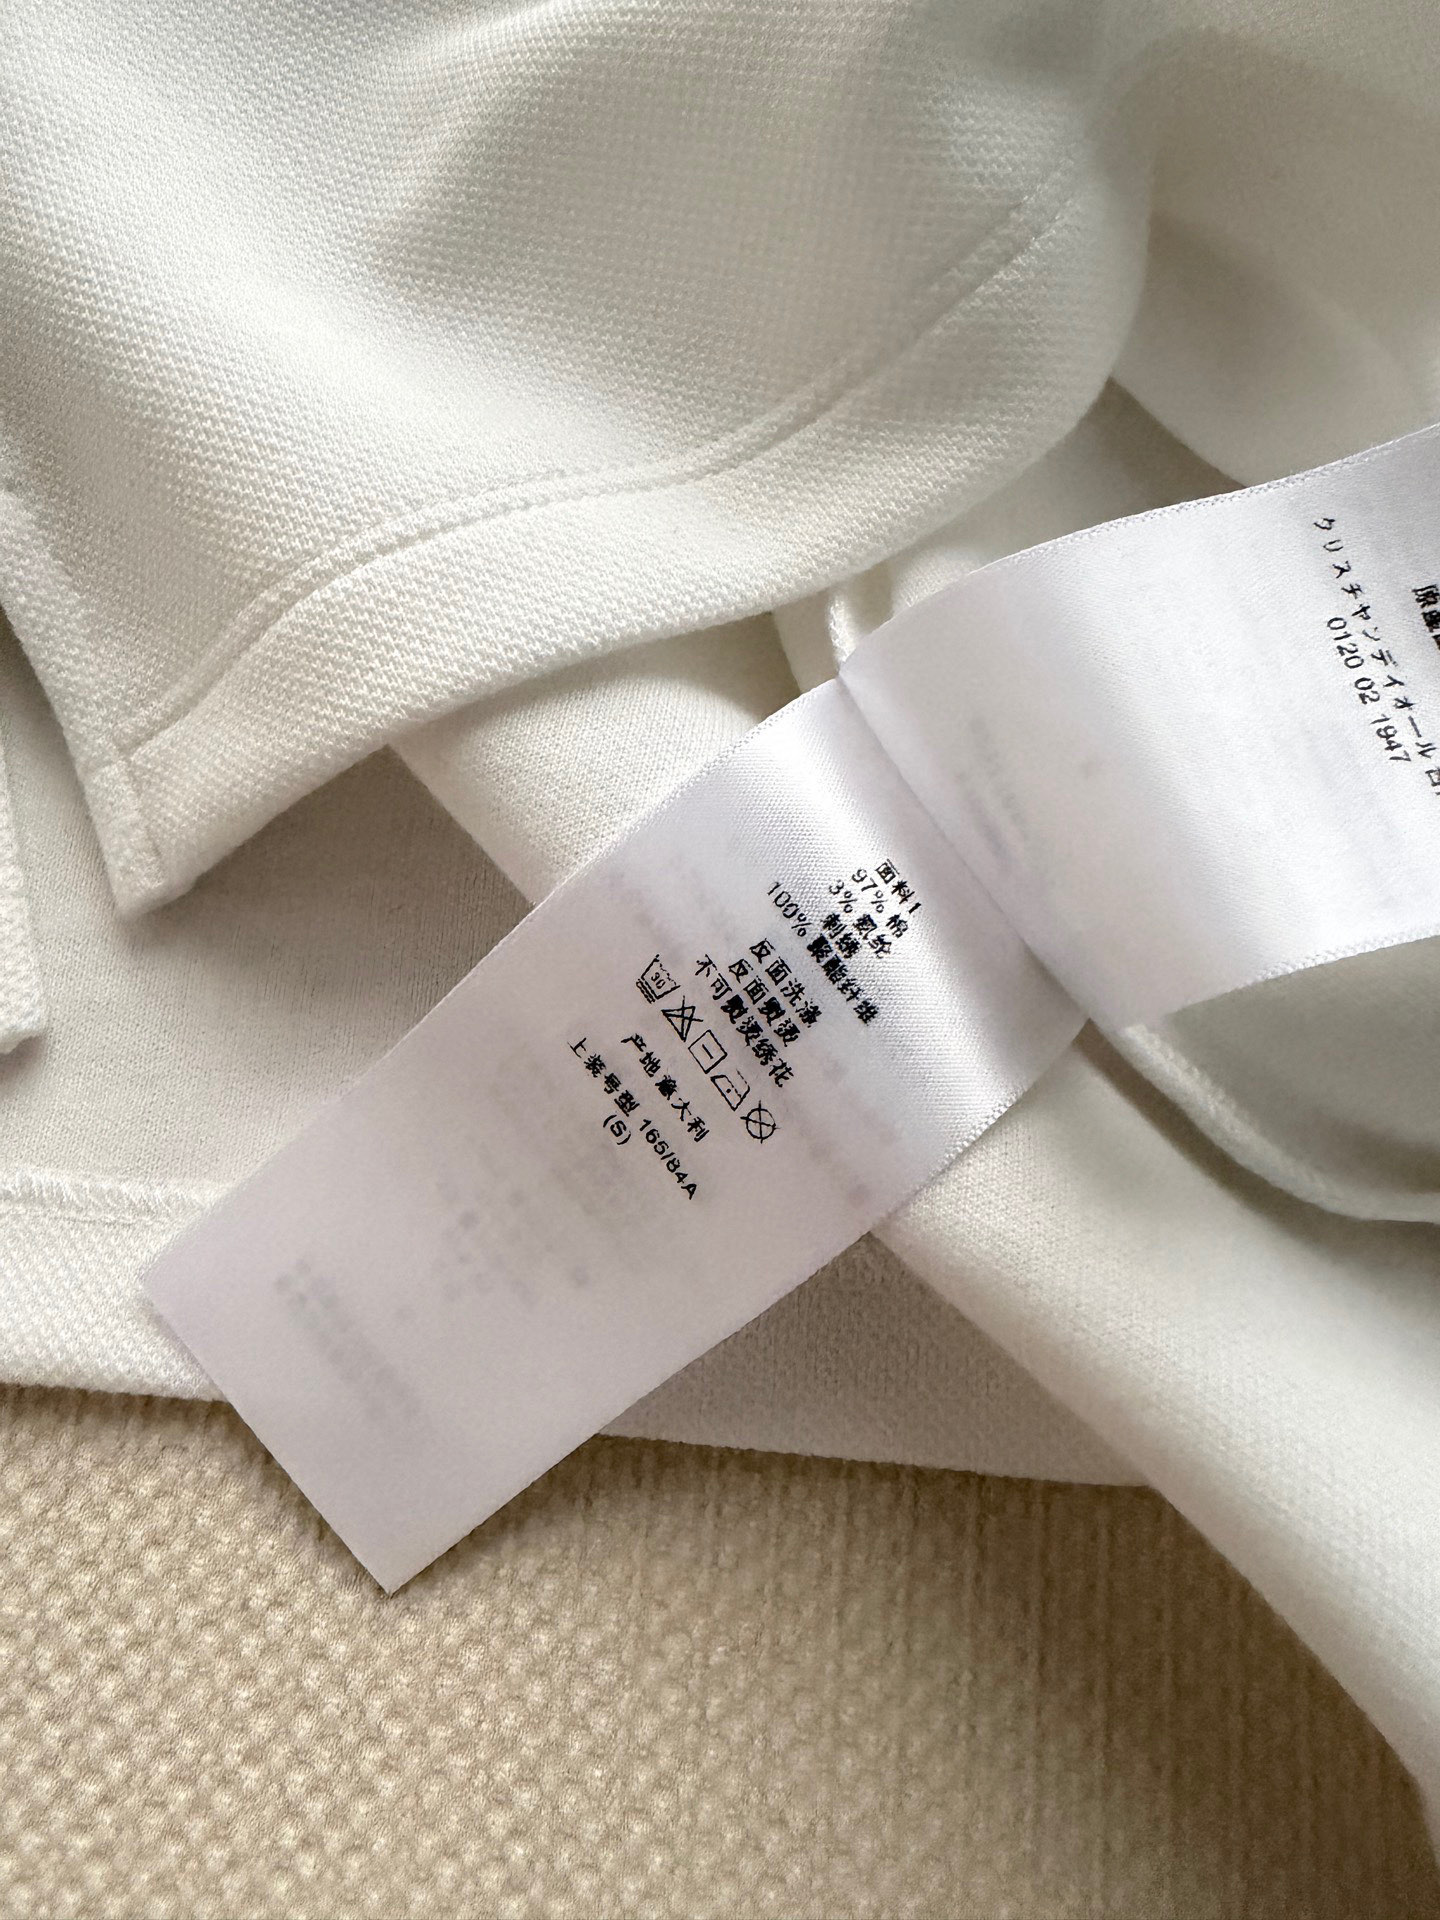 面料1
97% 棉
3% 氨纶
刺绣
100% 聚酯纤维
反面洗涤
反面熨烫
不可熨烫绣花
30
产地意大利
上装号型 165/84A
(S)
クリスチャンディオール
0120 02 1947